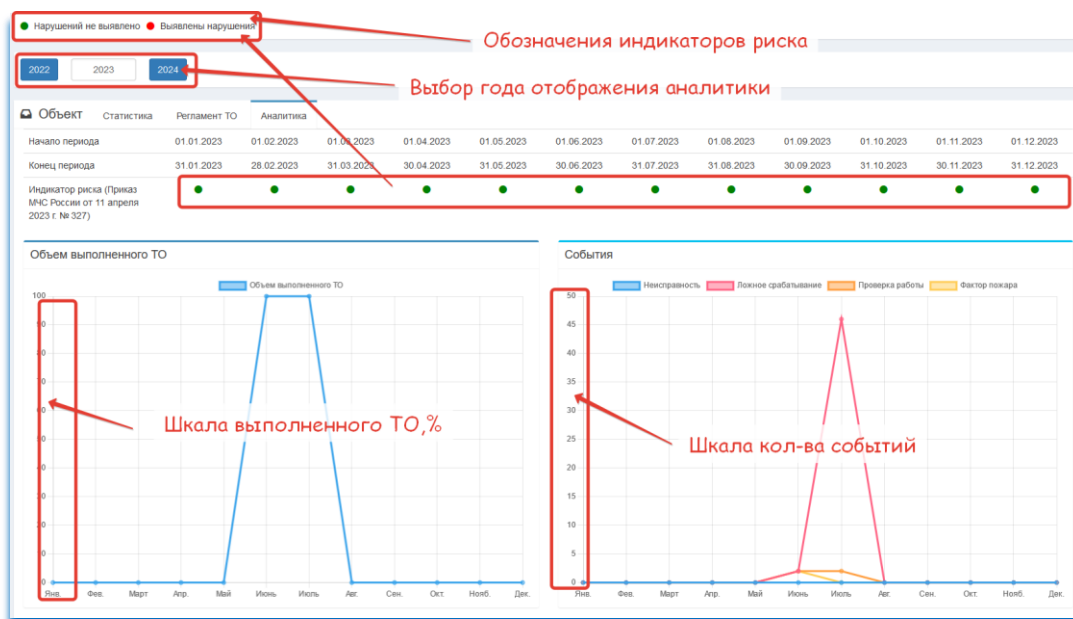 Нарушений не выявлено Выявлены нарушения
Обозначения индикаторов риска
2022 2023 2024
Выбор года отображения аналитики
Объект Статистика Регламент ТО Аналитика
Начало периода 01.01.2023 01.02.2023 01.03.2023 01.04.2023 01.05.2023 01.06.2023 01.07.2023 01.08.2023 01.09.2023 01.10.2023 01.11.2023 01.12.2023
Конец периода 31.01.2023 28.02.2023 31.03.2023 30.04.2023 31.05.2023 30.06.2023 31.07.2023 31.08.2023 30.09.2023 31.10.2023 30.11.2023 31.12.2023
Индикатор риска (Приказ
МЧС России от 11 апреля
2023 г. № 327)
Объем выполненного ТО
Объем выполненного ТО
100
0
Шкала выполненного ТО,%
Янв. Фев. Март Апр. Май Июнь Июль Авг. Сен. Окт. Нояб. Дек.
События
Неисправность Ложное срабатывание Проверка работы Фактор пожара
50
45
40
35
30
25
20
15
10
5
0
Шкала кол-ва событий
Янв. Фев. Март Апр. Май Июнь Июль Авг. Сен. Окт. Нояб. Дек.